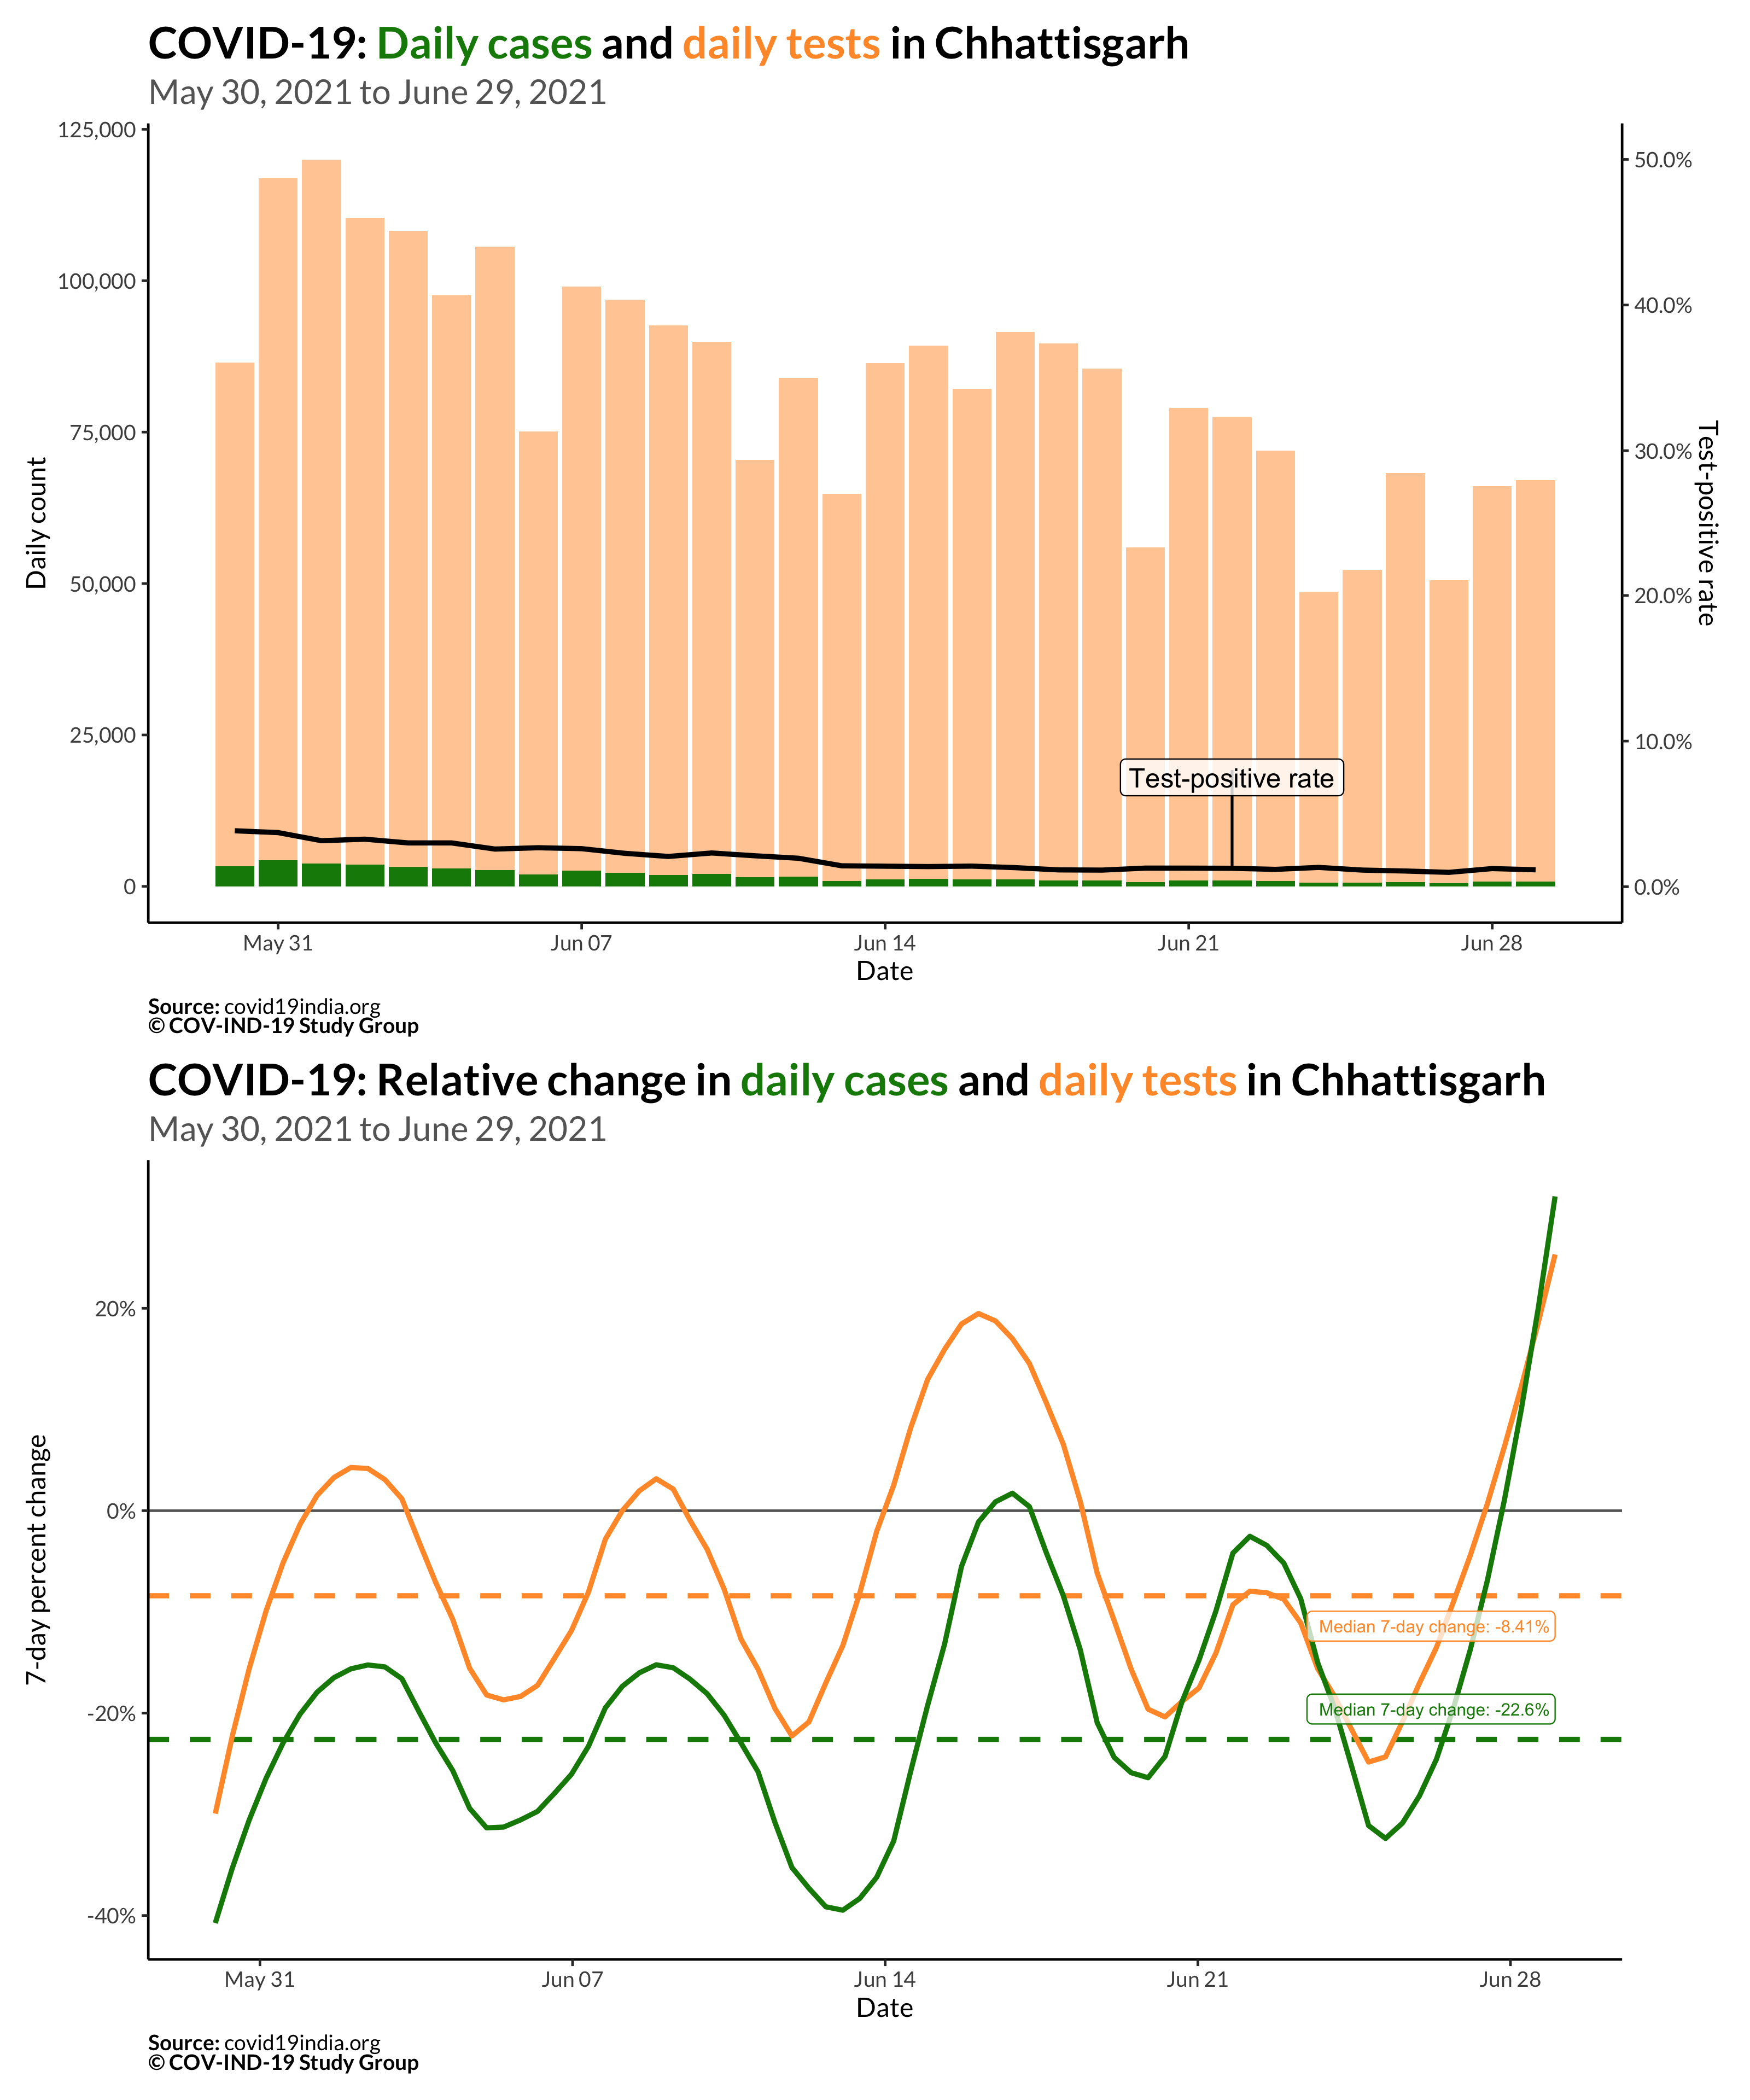 COVID-19: Daily cases and daily tests in Chhattisgarh
May 30, 2021 to June 29, 2021
125,000
100,000
75,000
50,000
25,000
0
Daily count
50.0%
40.0%
30.0%
20.0%
10.0%
0.0%
Test-positive rate
Test-positive rate
May 31
Jun 07
Jun 14
Jun 21
Jun 28
Date
Source: covid19india.org
© COV-IND-19 Study Group
COVID-19: Relative change in daily cases and daily tests in Chhattisgarh
May 30, 2021 to June 29, 2021
20%
0%
-20%
-40%
7-day percent change
Median 7-day change: -8.41%
Median 7-day change: -22.6%
May 31
Jun 07
Jun 14
Jun 21
Jun 28
Date
Source: covid19india.org
© COV-IND-19 Study Group